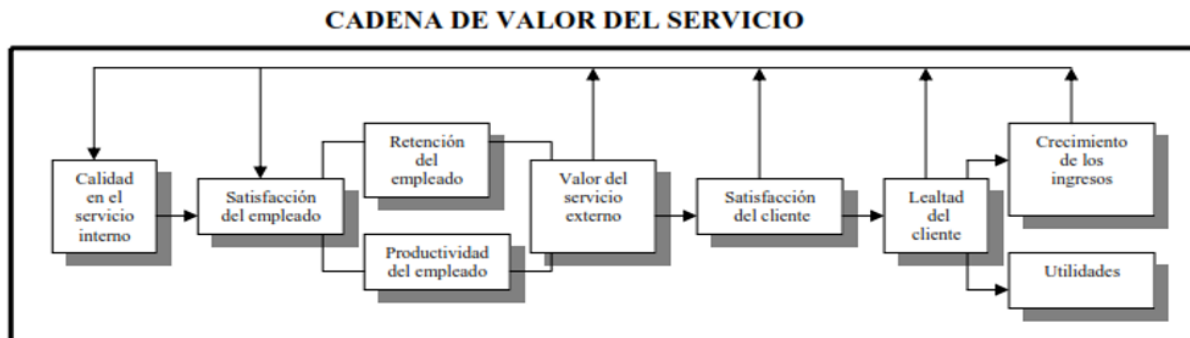 CADENA DE VALOR DEL SERVICIO
Calidad
en el
servicio
interno
Satisfacción
del empleado
Retención
del
empleado
Productividad
del empleado
Valor del
servicio
externo
Satisfacción
del cliente
Lealtad
del
cliente
Crecimiento
de los
ingresos
Utilidades